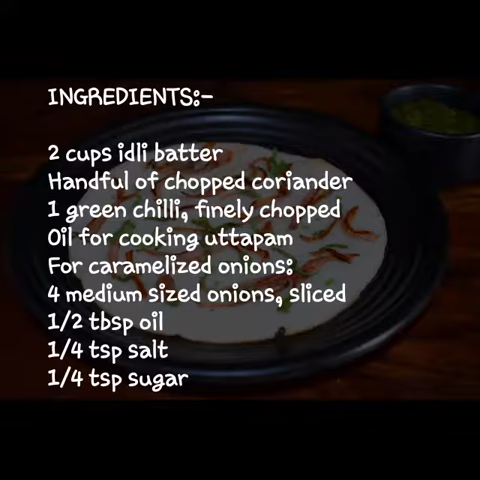 INGREDIENTS:-
2 cups idli batter
Handful of chopped coriander
1 green chilli, finely chopped
Oil for cooking uttapam
For caramelized onions:
4 medium sized onions, sliced
1/2 tbsp oil
1/4 tsp salt
1/4 tsp sugar